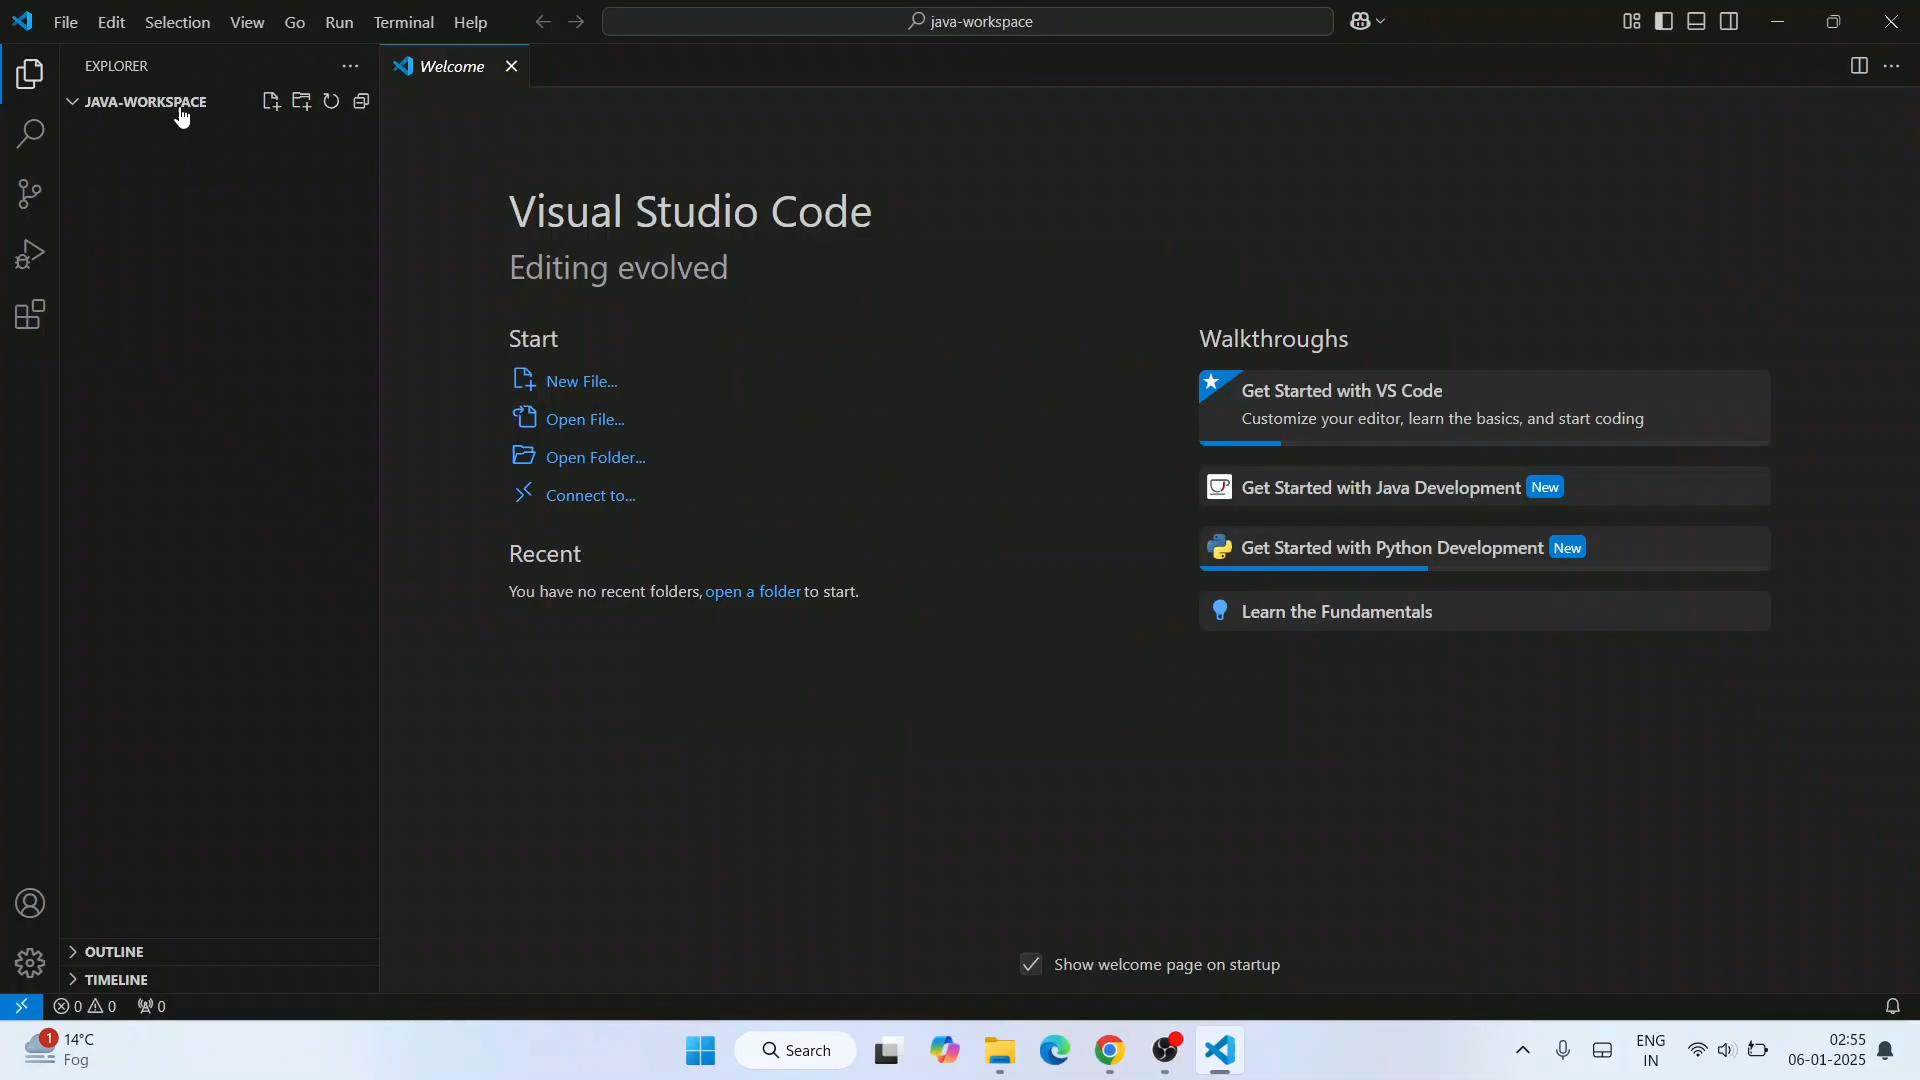 File Edit Selection View Go Run Terminal Help
java-workspace
EXPLORER
Welcome
JAVA-WORKSPACE
Visual Studio Code
Editing evolved
Start
New File...
Open File...
Open Folder...
Connect to...
Recent
You have no recent folders, open a folder to start.
Walkthroughs
Get Started with VS Code
Customize your editor, learn the basics, and start coding
Get Started with Java Development New
Get Started with Python Development New
Learn the Fundamentals
Show welcome page on startup
OUTLINE
TIMELINE
0 0 0
1
14°C
Fog
Search
ENG
IN
02:55
06-01-2025